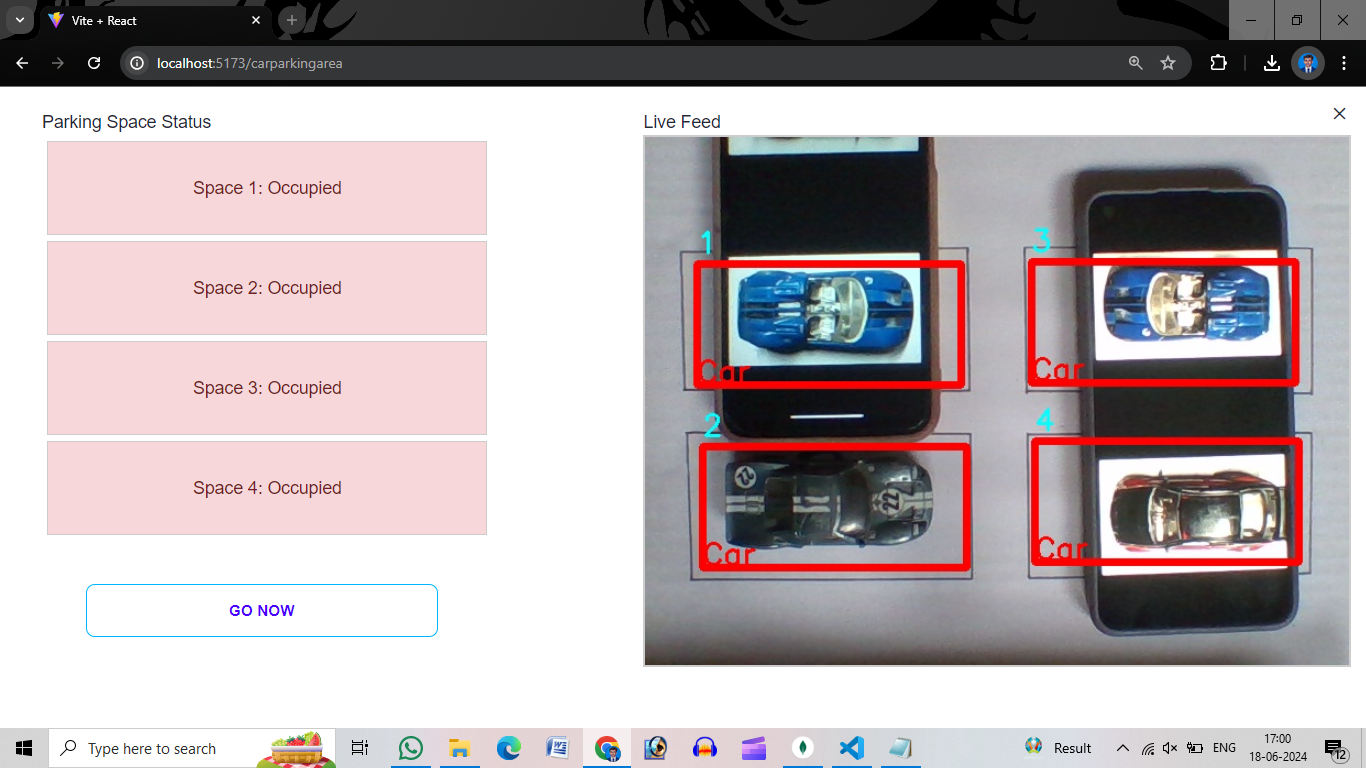 Vite + React
localhost:5173/carparkingarea
Parking Space Status
Live Feed
Space 1: Occupied
Space 2: Occupied
Space 3: Occupied
Space 4: Occupied
GO NOW
1
Car
2
22
22
Car
3
Car
4
Car
Type here to search
Result
ENG
17:00
18-06-2024
12